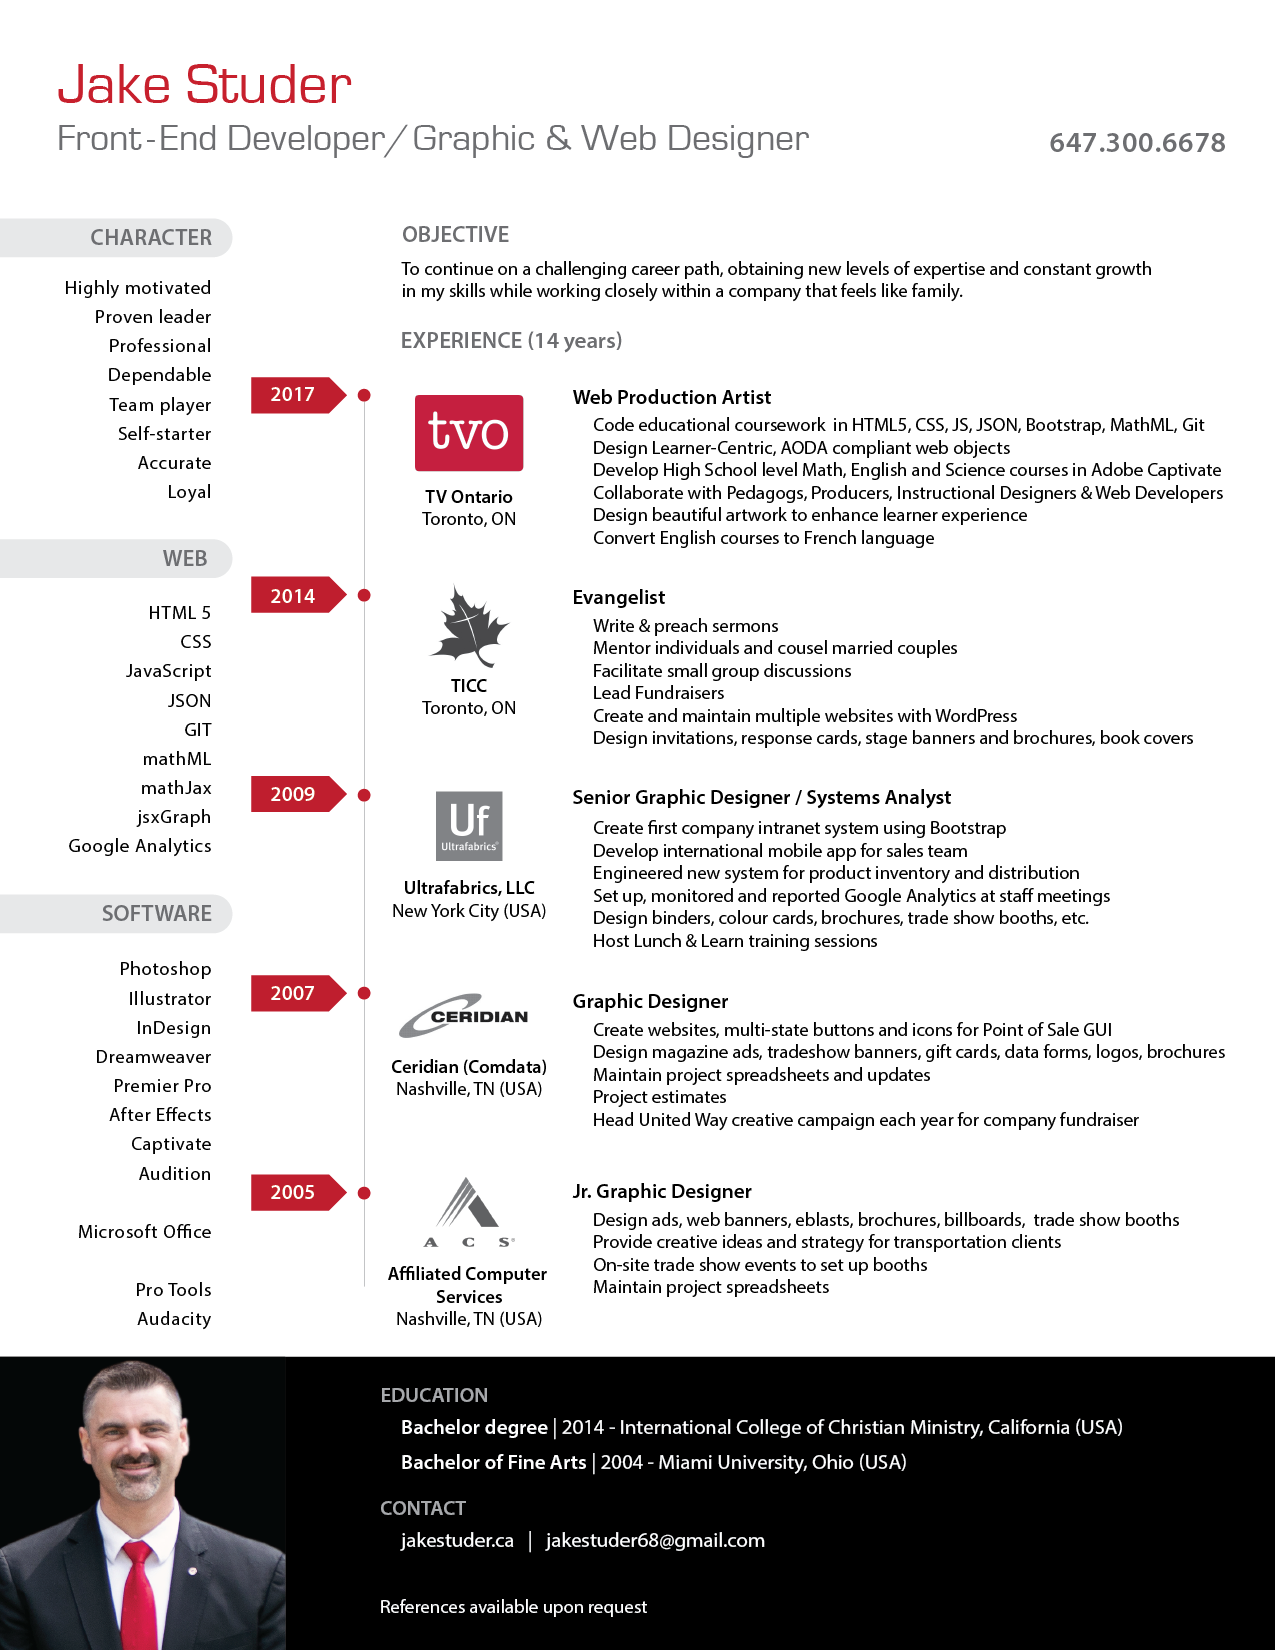 Jake Studer
Front-End Developer/Graphic & Web Designer
647.300.6678
CHARACTER
Highly motivated
Proven leader
Professional
Dependable
Team player
Self-starter
Accurate
Loyal
WEB
HTML 5
CSS
JavaScript
JSON
GIT
mathML
mathJax
jsxGraph
Google Analytics
SOFTWARE
Photoshop
Illustrator
InDesign
Dreamweaver
Premier Pro
After Effects
Captivate
Audition
Microsoft Office
Pro Tools
Audacity
OBJECTIVE
To continue on a challenging career path, obtaining new levels of expertise and constant growth
in my skills while working closely within a company that feels like family.
EXPERIENCE (14 years)
2017
tvo
TV Ontario
Toronto, ON
Web Production Artist
Code educational coursework in HTML5, CSS, JS, JSON, Bootstrap, MathML, Git
Design Learner-Centric, AODA compliant web objects
Develop High School level Math, English and Science courses in Adobe Captivate
Collaborate with Pedagogs, Producers, Instructional Designers & Web Developers
Design beautiful artwork to enhance learner experience
Convert English courses to French language
2014
TICC
Toronto, ON
Evangelist
Write & preach sermons
Mentor individuals and cousel married couples
Facilitate small group discussions
Lead Fundraisers
Create and maintain multiple websites with WordPress
Design invitations, response cards, stage banners and brochures, book covers
2009
Uf
Ultrafabrics®
Ultrafabrics, LLC
New York City (USA)
Senior Graphic Designer / Systems Analyst
Create first company intranet system using Bootstrap
Develop international mobile app for sales team
Engineered new system for product inventory and distribution
Set up, monitored and reported Google Analytics at staff meetings
Design binders, colour cards, brochures, trade show booths, etc.
Host Lunch & Learn training sessions
2007
CERIDIAN
Ceridian (Comdata)
Nashville, TN (USA)
Graphic Designer
Create websites, multi-state buttons and icons for Point of Sale GUI
Design magazine ads, tradeshow banners, gift cards, data forms, logos, brochures
Maintain project spreadsheets and updates
Project estimates
Head United Way creative campaign each year for company fundraiser
2005
A C S®
Affiliated Computer
Services
Nashville, TN (USA)
Jr. Graphic Designer
Design ads, web banners, eblasts, brochures, billboards, trade show booths
Provide creative ideas and strategy for transportation clients
On-site trade show events to set up booths
Maintain project spreadsheets
EDUCATION
Bachelor degree | 2014 - International College of Christian Ministry, California (USA)
Bachelor of Fine Arts | 2004 - Miami University, Ohio (USA)
CONTACT
jakestuder.ca | jakestuder68@gmail.com
References available upon request